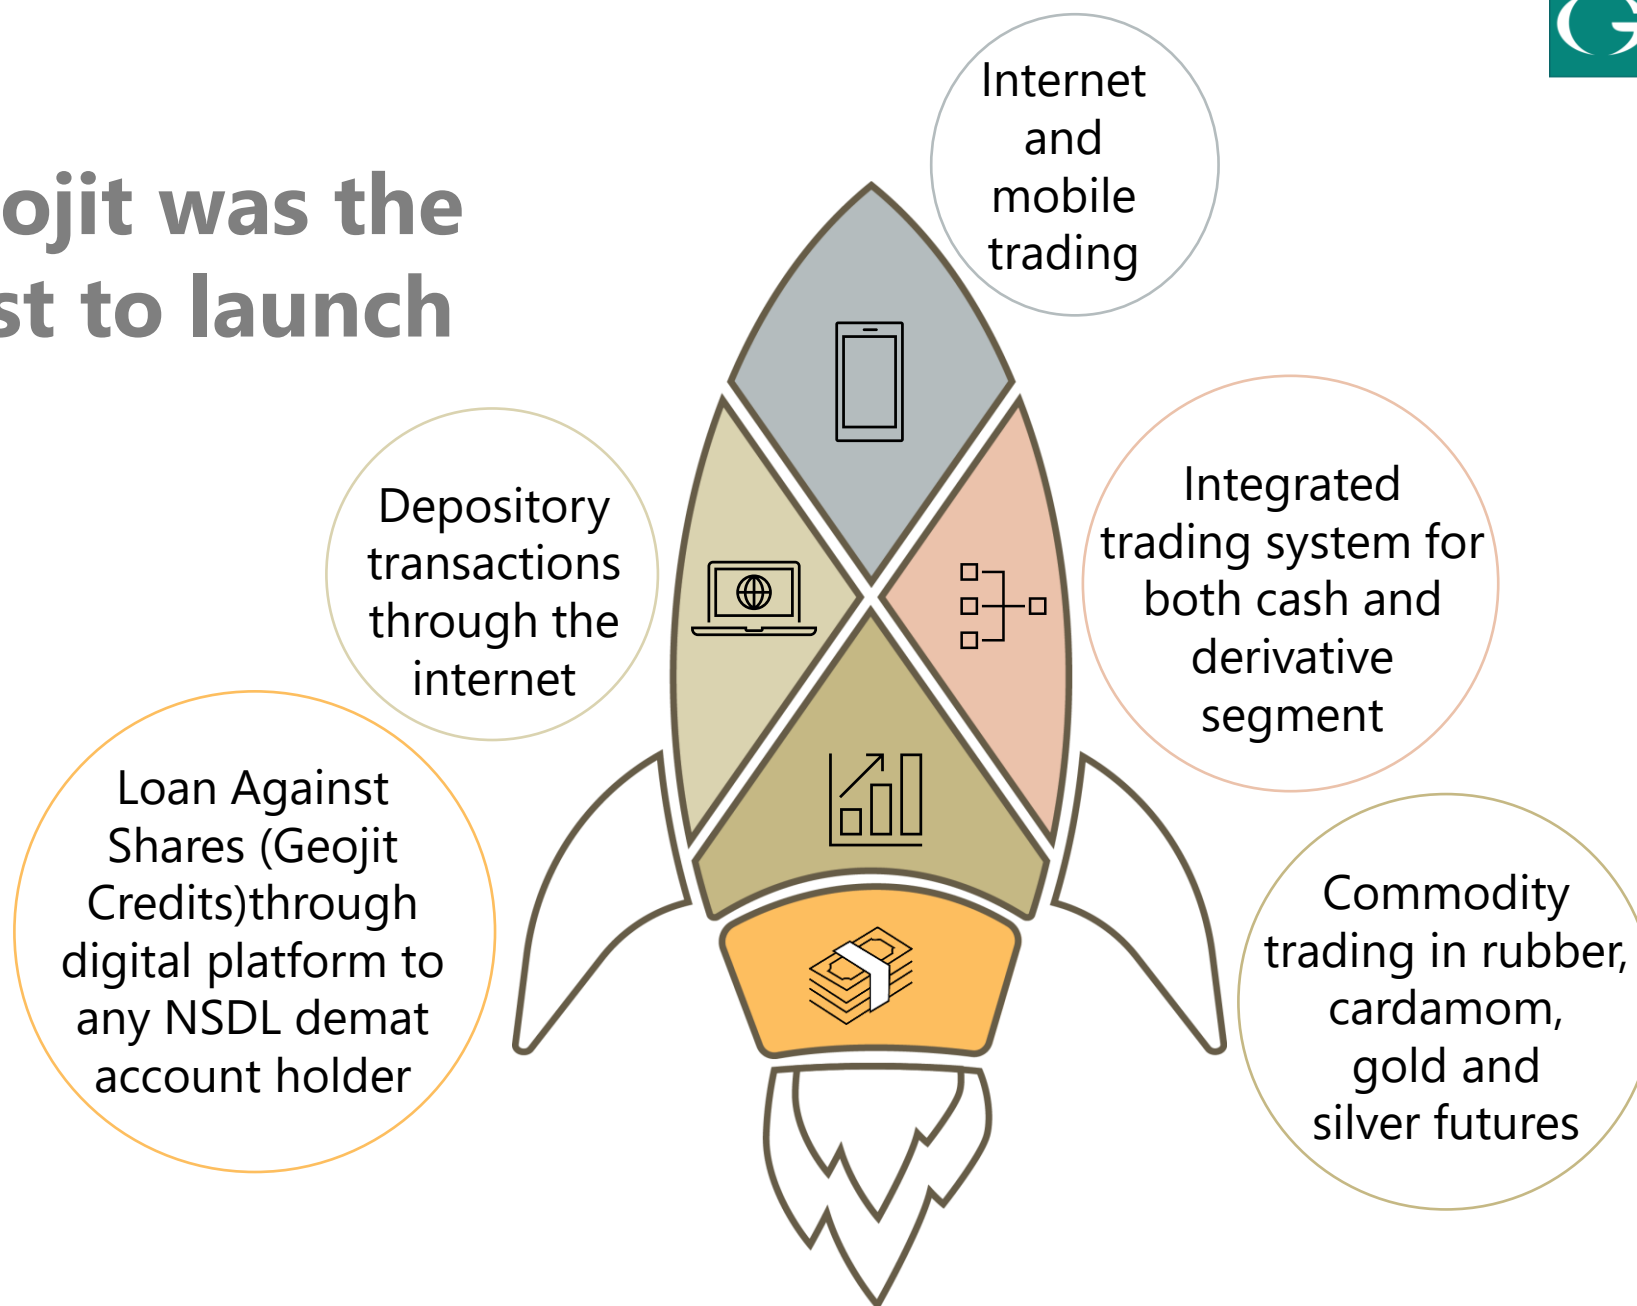 ojit was the
st to launch
Internet
and
mobile
trading
Depository
transactions
through the
internet
Integrated
trading system for
both cash and
derivative
segment
Loan Against
Shares (Geojit
Credits)through
digital platform to
any NSDL demat
account holder
Commodity
trading in rubber,
cardamom,
gold and
silver futures